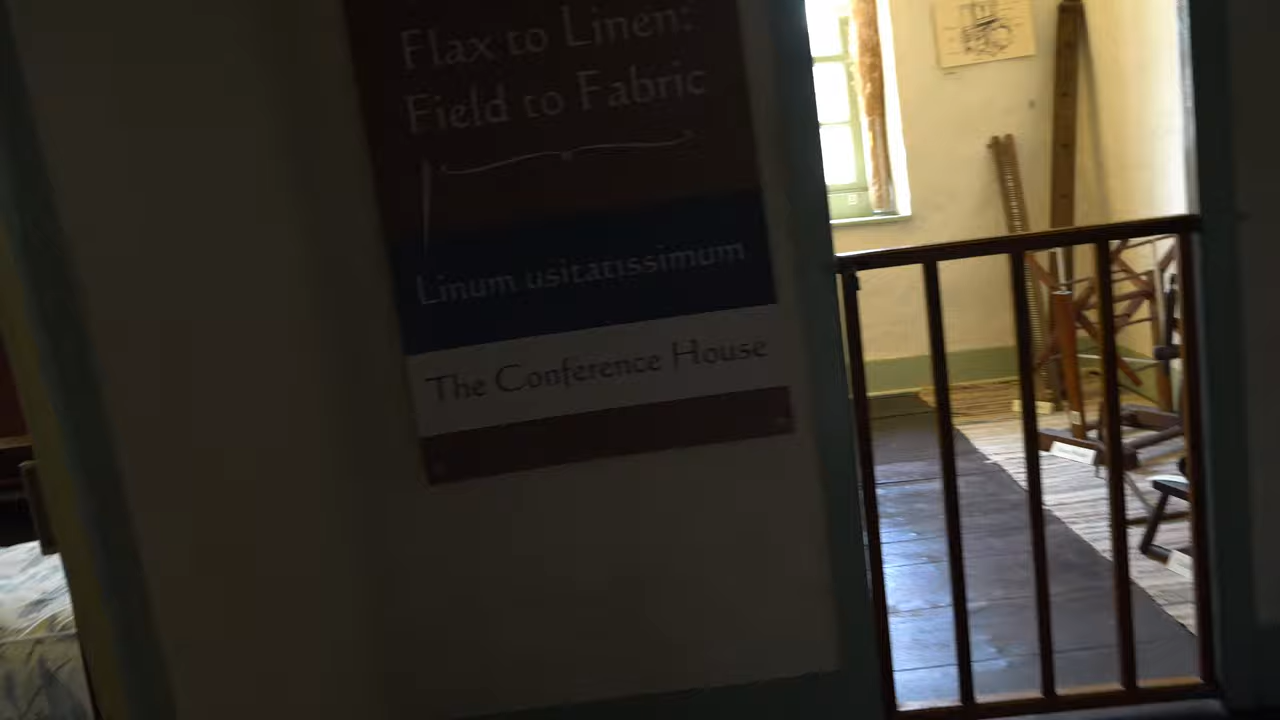 Flax to Linen:
Field to Fabric
Linum usitatissimum
The Conference House